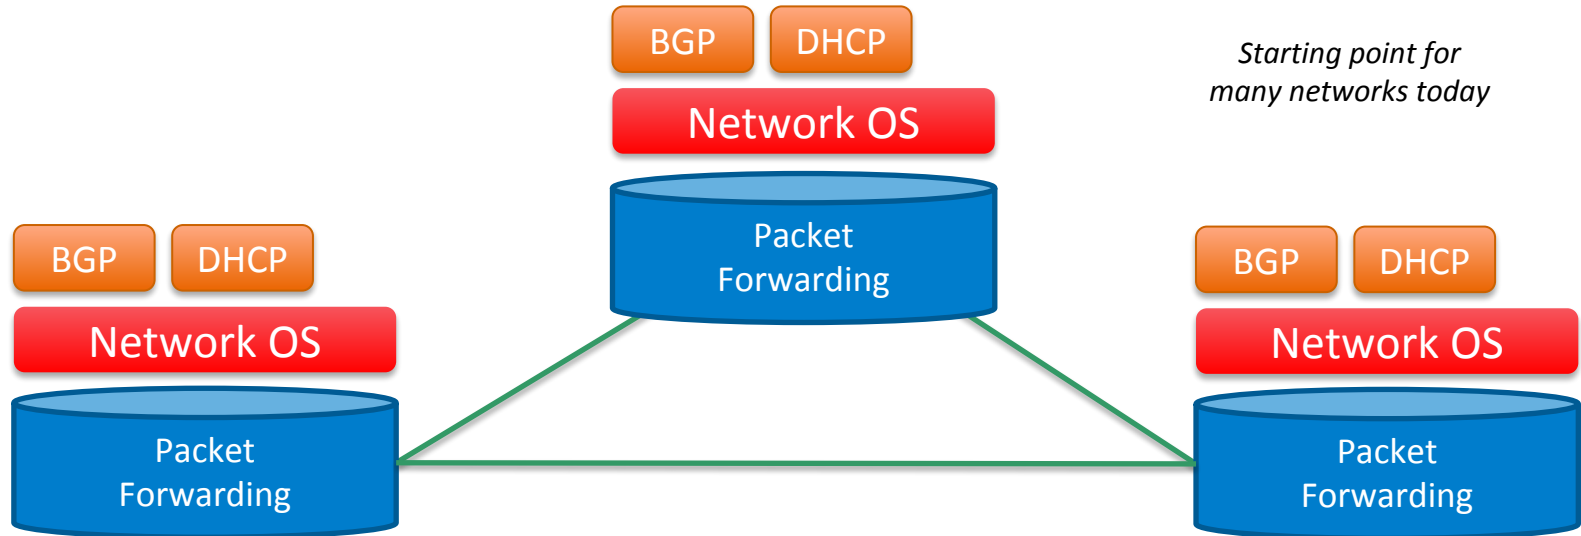 BGP DHCP
Starting point for
many networks today
Network OS
Packet
Forwarding
BGP DHCP
Network OS
Packet
Forwarding
BGP DHCP
Network OS
Packet
Forwarding